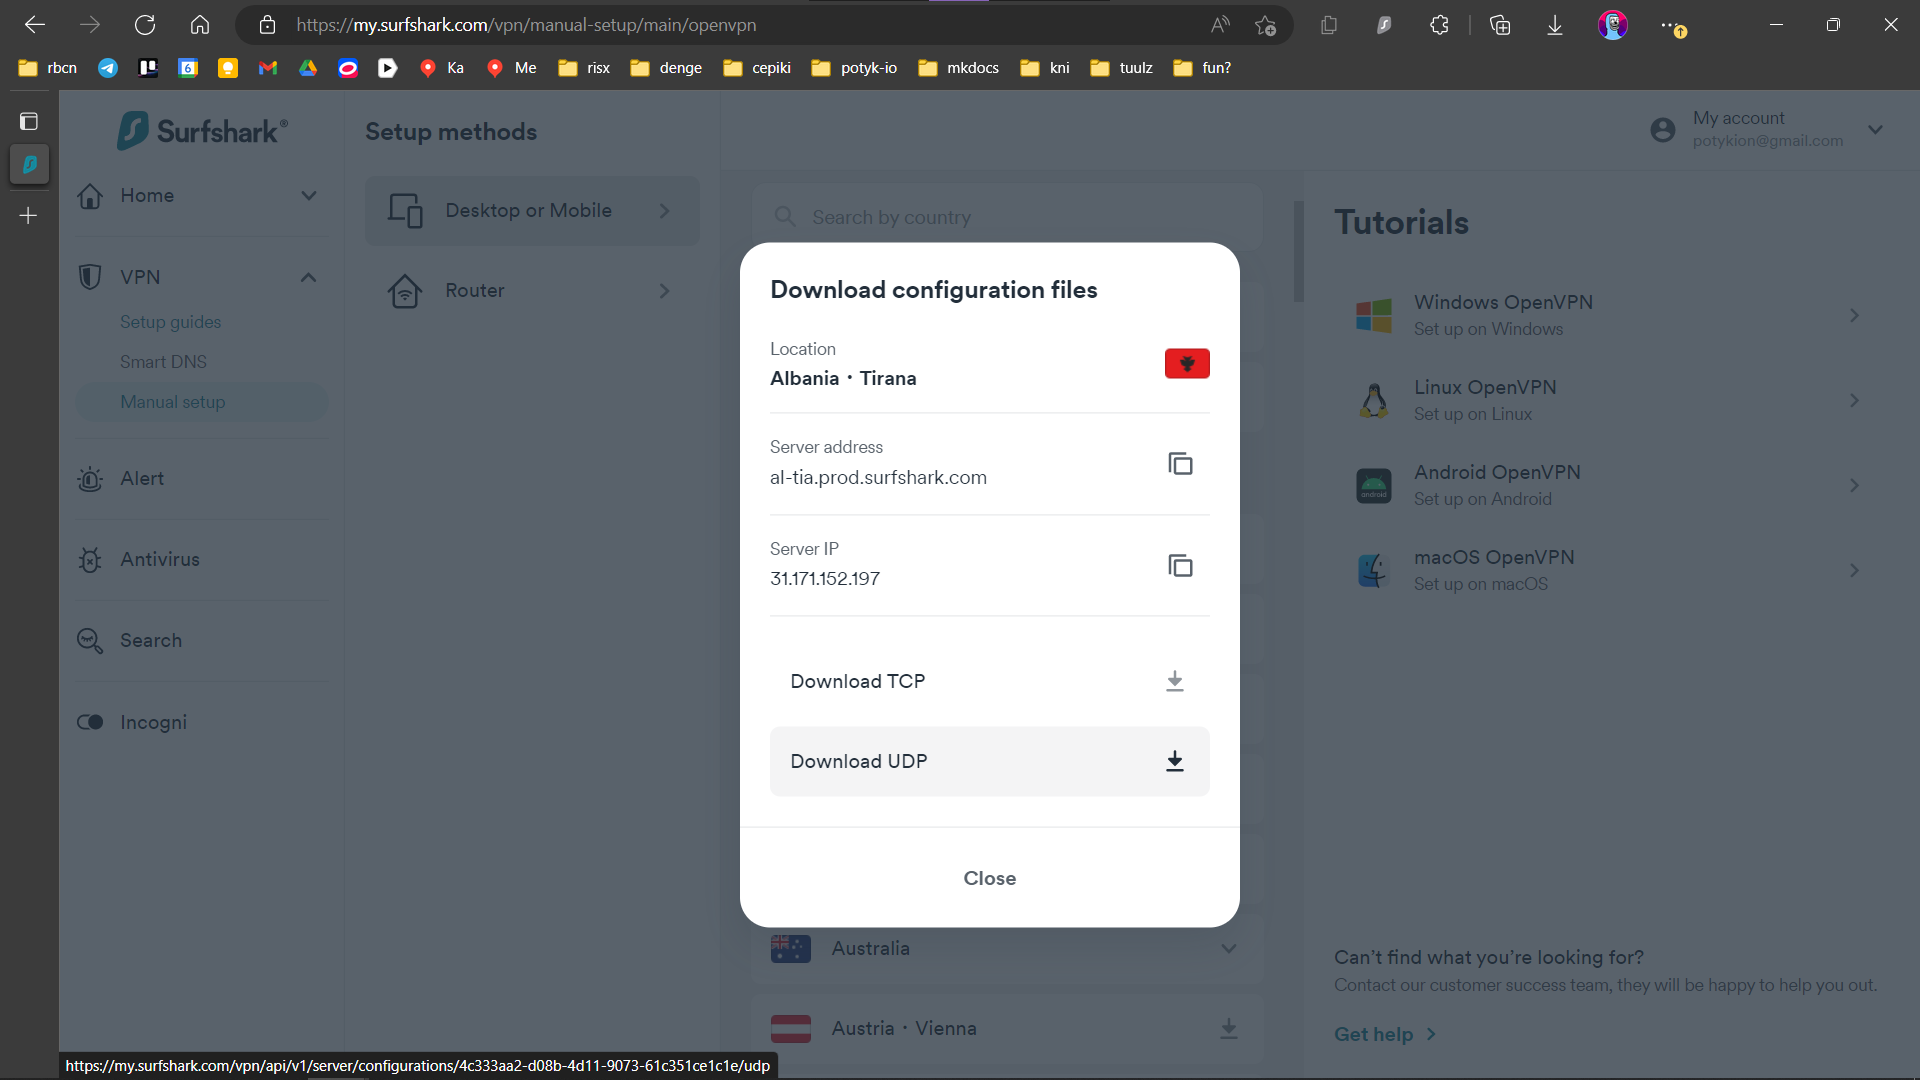 https://my.surfshark.com/vpn/manual-setup/main/openvpn
rbcn
6
Ka
Me
risx
denge
cepiki
potyk-io
mkdocs
kni
tuulz
fun?
Surfshark®
Home
VPN
Setup guides
Smart DNS
Manual setup
Alert
Antivirus
Search
Incogni
Setup methods
Desktop or Mobile
Router
My account
potykion@gmail.com
Search by country
Download configuration files
Location
Albania • Tirana
Server address
al-tia.prod.surfshark.com
Server IP
31.171.152.197
Download TCP
Download UDP
Close
Australia
Austria • Vienna
Tutorials
Windows OpenVPN
Set up on Windows
Linux OpenVPN
Set up on Linux
android
Android OpenVPN
Set up on Android
macOS OpenVPN
Set up on macOS
Can't find what you're looking for?
Contact our customer success team, they will be happy to help you out.
Get help
https://my.surfshark.com/vpn/api/v1/server/configurations/4c333aa2-d08b-4d11-9073-61c351ce1c1e/udp